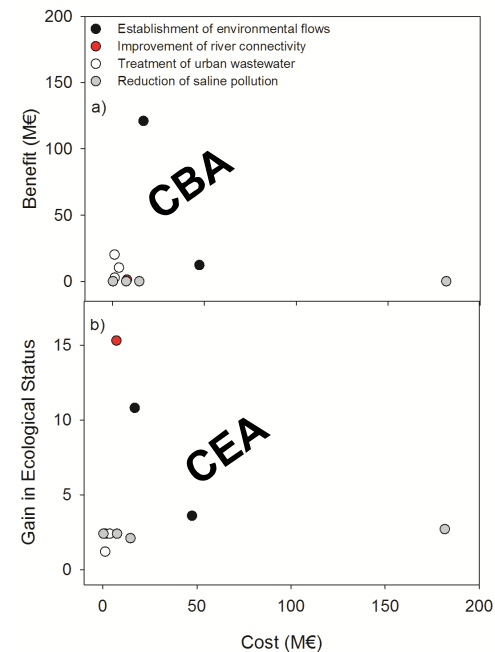 200
Establishment of environmental flows
Improvement of river connectivity
Treatment of urban wastewater
150
Reduction of saline pollution
a)
Benefit (M€)
100
CBA
50
0
b)
15
Gain in Ecological Status
10
CEA
5
0
0 50 100 150 200
Cost (M€)